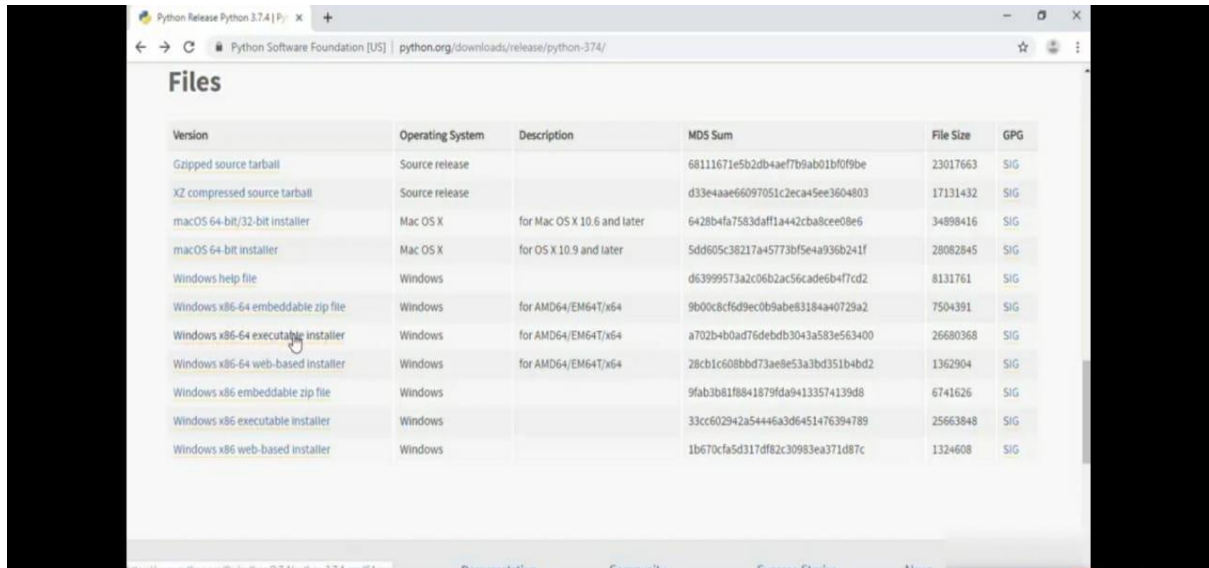 Python Release Python 3.7.4 | Py
Python Software Foundation [US] | python.org/downloads/release/python-374/
Files
Version Operating System Description MD5 Sum File Size GPG
Gzipped source tarball Source release 68111671e5b2db4aef7b9ab01bf0f9be 23017663 SIG
XZ compressed source tarball Source release d33e4aae66097051c2eca45ee3604803 17131432 SIG
macOS 64-bit/32-bit installer Mac OS X for Mac OS X 10.6 and later 6428b4fa7583daff1a442cba8cee08e6 34898416 SIG
macOS 64-bit installer Mac OS X for OS X 10.9 and later 5dd605c38217a45773bf5e4a936b241f 28082845 SIG
Windows help file Windows d63999573a2c06b2ac56cade6b4f7cd2 8131761 SIG
Windows x86-64 embeddable zip file Windows for AMD64/EM64T/x64 9b00c8cf6d9ec0b9abe83184a40729a2 7504391 SIG
Windows x86-64 executable installer Windows for AMD64/EM64T/x64 a702b4b0ad76debdb3043a583e563400 26680368 SIG
Windows x86-64 web-based installer Windows for AMD64/EM64T/x64 28cb1c608bbd73ae8e53a3bd351b4bd2 1362904 SIG
Windows x86 embeddable zip file Windows 9fab3b81f8841879fda94133574139d8 6741626 SIG
Windows x86 executable installer Windows 33cc602942a54446a3d6451476394789 25663848 SIG
Windows x86 web-based installer Windows 1b670cfa5d317df82c30983ea371d87c 1324608 SIG